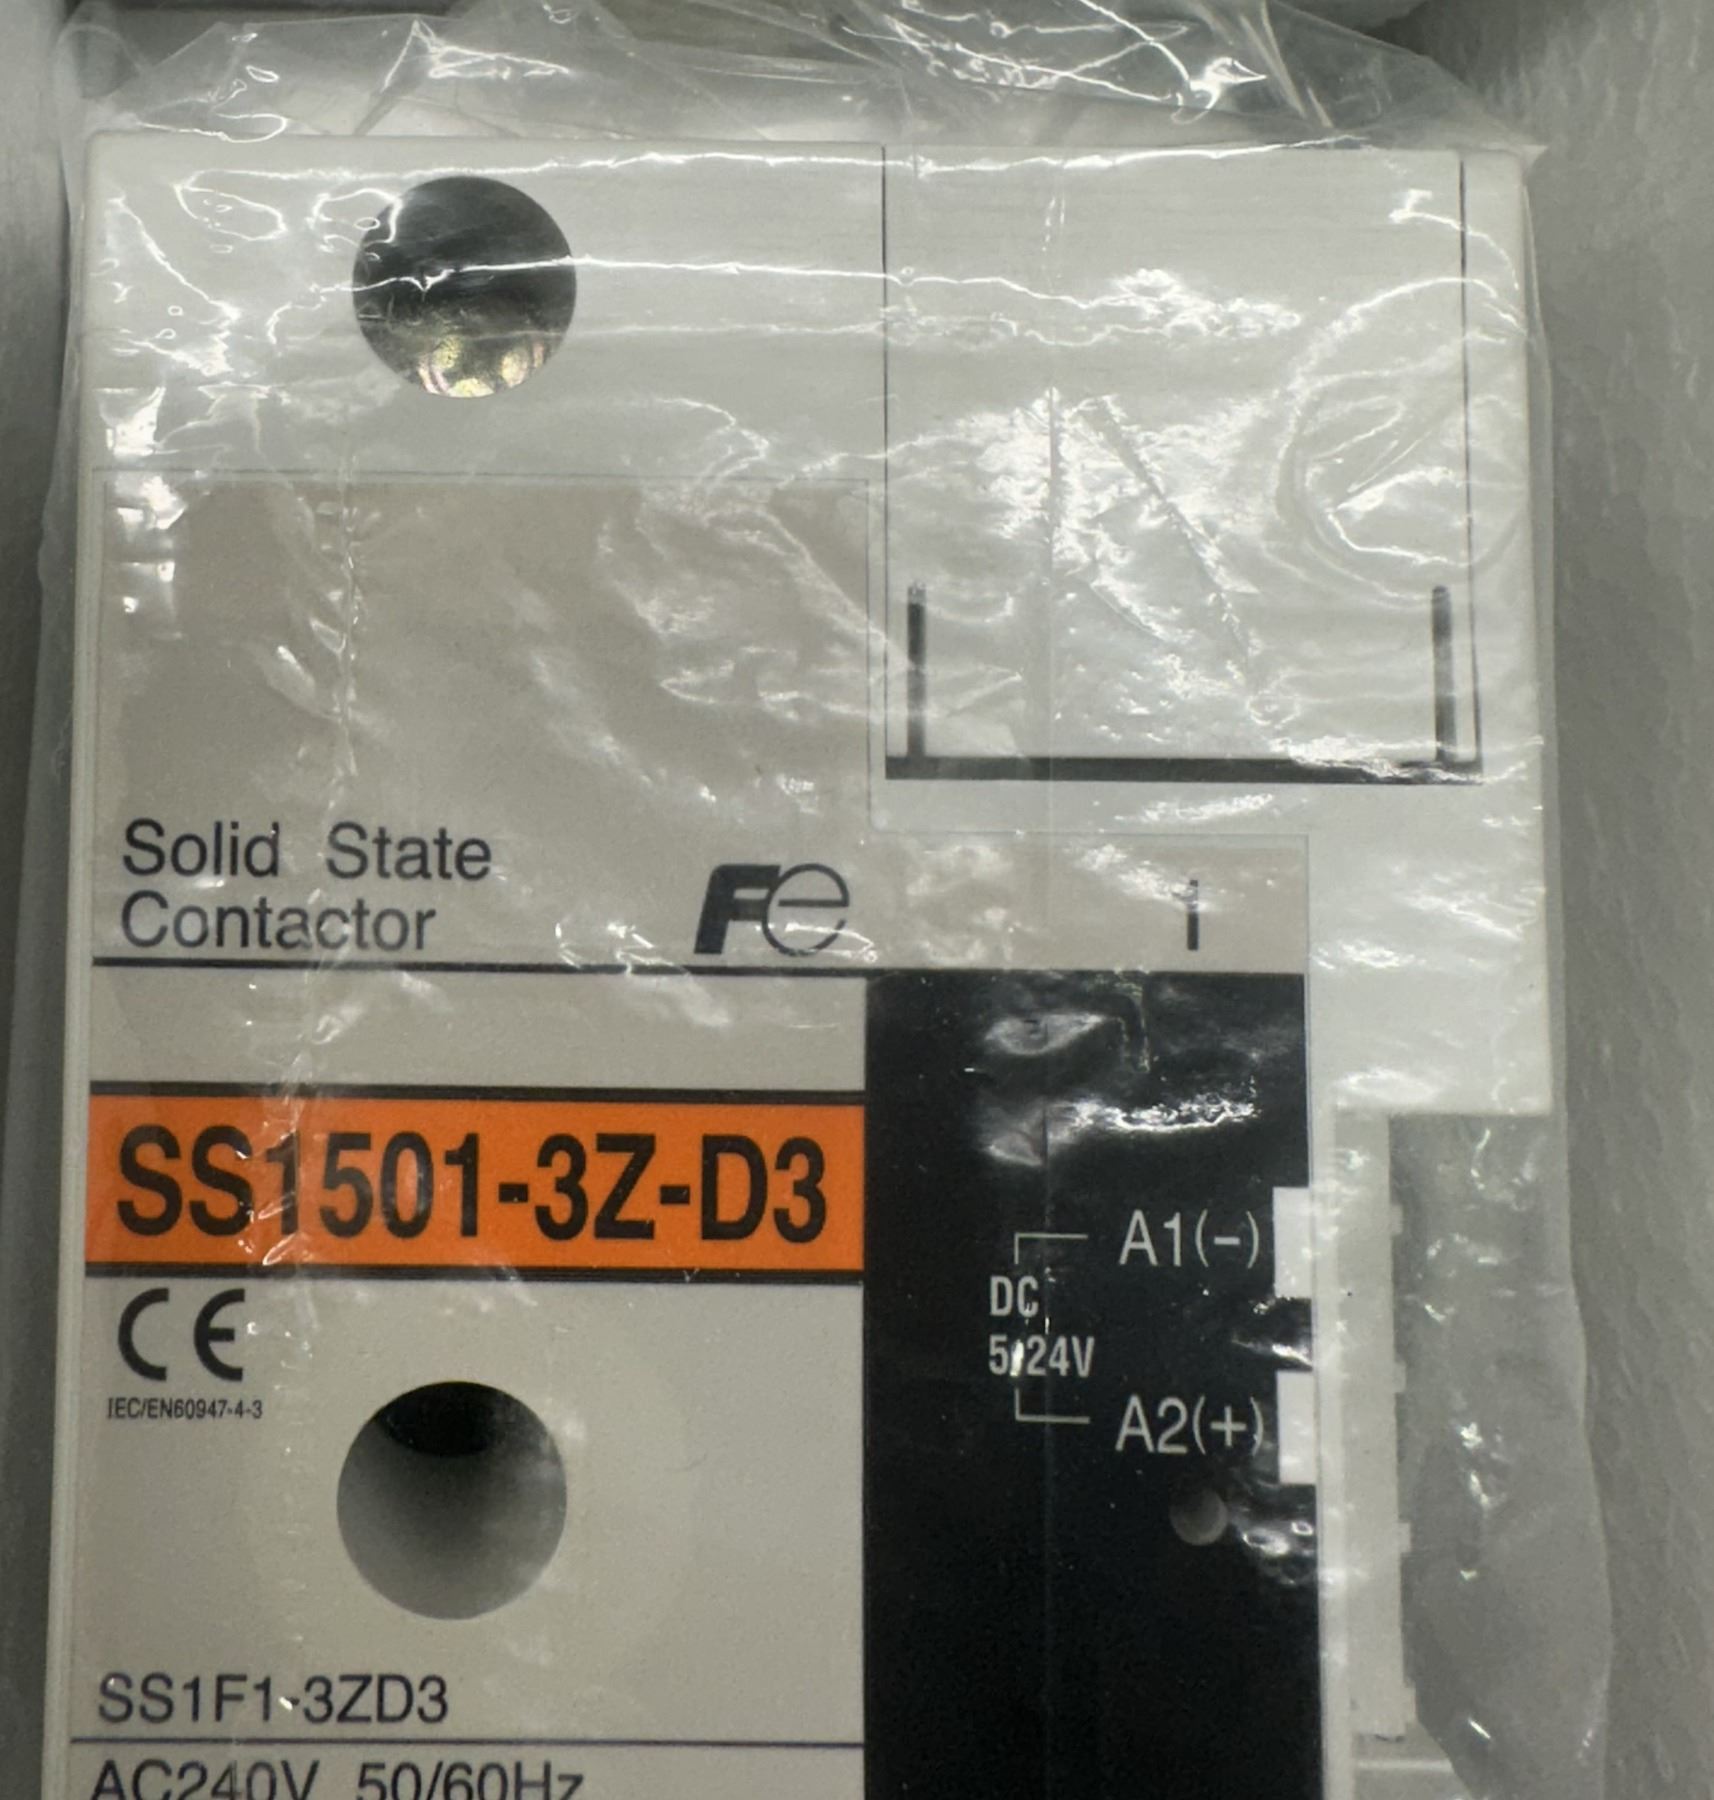 Solid State
Contactor
Fe
1
SS1501-3Z-D3
CE
IEC/EN60947-4-3
A1(-)
DC
5/24V
A2(+)
SS1F1-3ZD3
AC240V 50/60Hz